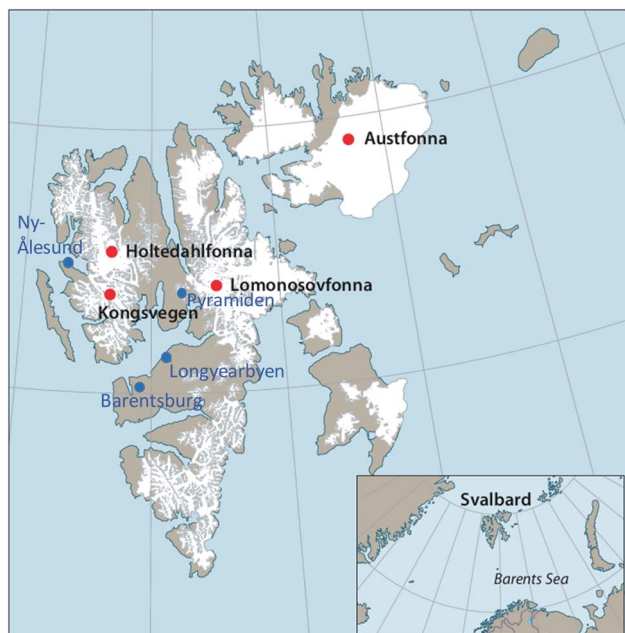 Austfonna
Ny-
Ålesund
Holtedahlfonna
Lomonosovfonna
Pyramiden
Kongsvegen
Longyearbyen
Barentsburg
Svalbard
Barents Sea